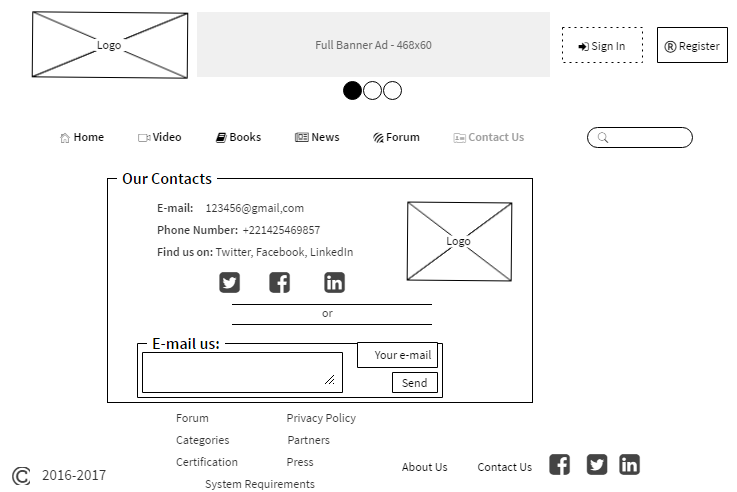 Logo
Full Banner Ad - 468x60
Sign In
® Register
Home Video Books News Forum Contact Us
Our Contacts
E-mail: 123456@gmail,com
Phone Number: +221425469857
Find us on: Twitter, Facebook, LinkedIn
Logo
or
E-mail us:
Your e-mail
Send
Forum Privacy Policy
Categories Partners
Certification Press
System Requirements
About Us Contact Us
© 2016-2017